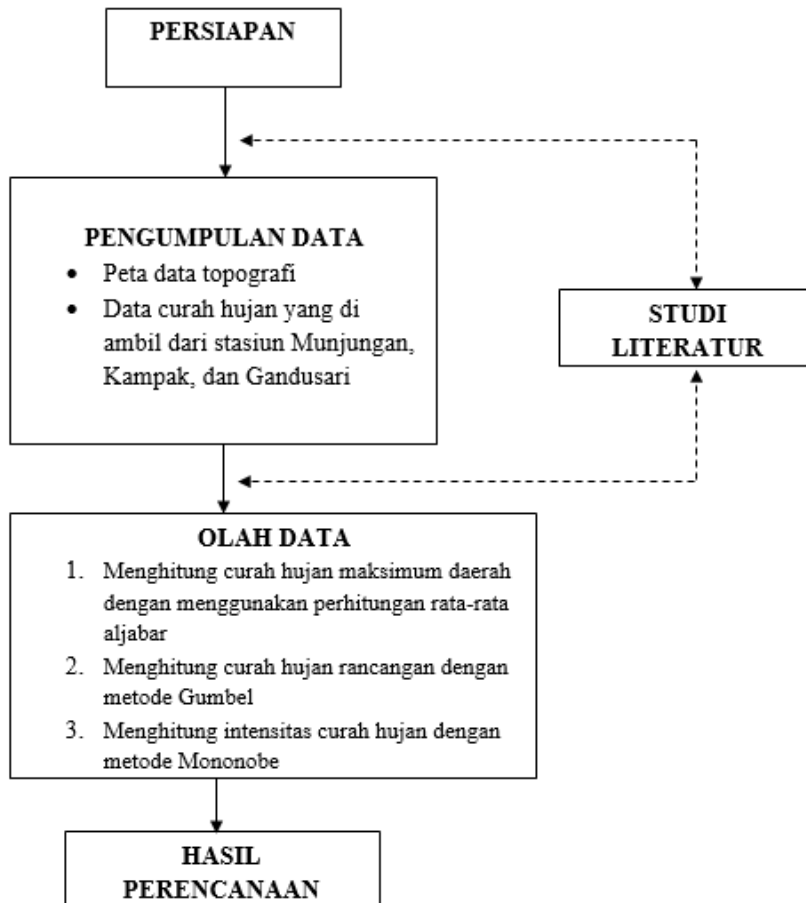 PERSIAPAN
PENGUMPULAN DATA
• Peta data topografi
• Data curah hujan yang di
ambil dari stasiun Munjungan,
Kampak, dan Gandusari
STUDI
LITERATUR
OLAH DATA
1. Menghitung curah hujan maksimum daerah
dengan menggunakan perhitungan rata-rata
aljabar
2. Menghitung curah hujan rancangan dengan
metode Gumbel
3. Menghitung intensitas curah hujan dengan
metode Mononobe
HASIL
PERENCANAAN